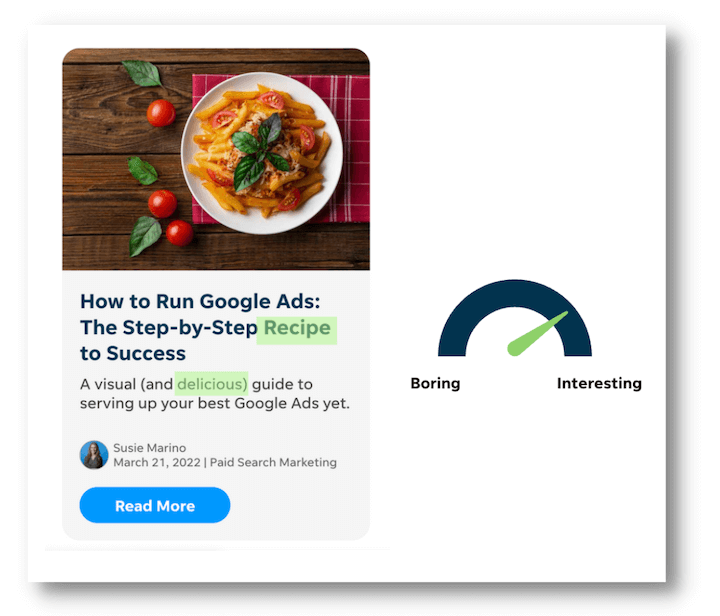 How to Run Google Ads:
The Step-by-Step Recipe
to Success
A visual (and delicious) guide to
serving up your best Google Ads yet.
Susie Marino
March 21, 2022 | Paid Search Marketing
Read More
Boring
Interesting